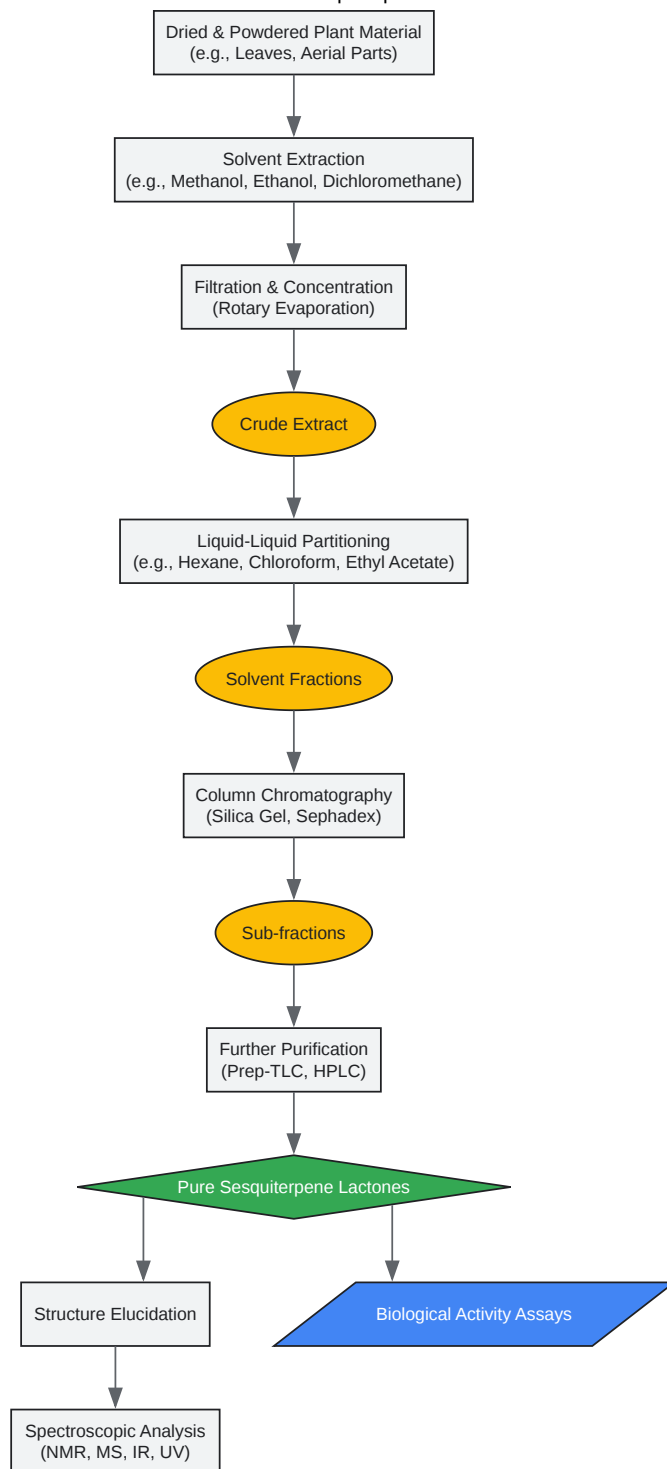 Dried & Powdered Plant Material
(e.g., Leaves, Aerial Parts)
Solvent Extraction
(e.g., Methanol, Ethanol, Dichloromethane)
Filtration & Concentration
(Rotary Evaporation)
Crude Extract
Liquid-Liquid Partitioning
(e.g., Hexane, Chloroform, Ethyl Acetate)
Solvent Fractions
Column Chromatography
(Silica Gel, Sephadex)
Sub-fractions
Further Purification
(Prep-TLC, HPLC)
Pure Sesquiterpene Lactones
Structure Elucidation
Biological Activity Assays
Spectroscopic Analysis
(NMR, MS, IR, UV)